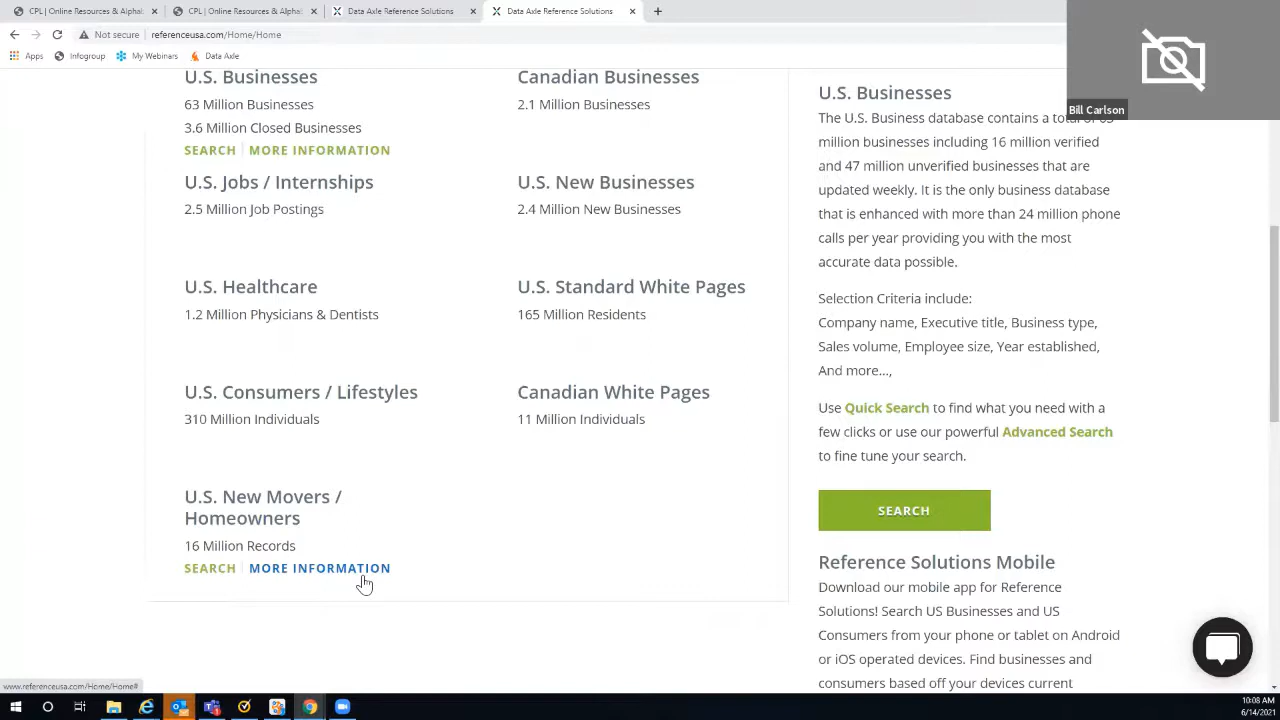 CPL | Online Resources & Alphab
CPL | Online Resources & Alphab
Data Axle Reference Solutions
Data Axle Reference Solutions
Not secure
referenceusa.com/Home/Home
Apps
Infogroup
My Webinars
Data Axle
Bill Carlson
U.S. Businesses
63 Million Businesses
3.6 Million Closed Businesses
SEARCH | MORE INFORMATION
Canadian Businesses
2.1 Million Businesses
U.S. Jobs / Internships
2.5 Million Job Postings
U.S. New Businesses
2.4 Million New Businesses
U.S. Healthcare
1.2 Million Physicians & Dentists
U.S. Standard White Pages
165 Million Residents
U.S. Consumers / Lifestyles
310 Million Individuals
Canadian White Pages
11 Million Individuals
U.S. New Movers /
Homeowners
16 Million Records
SEARCH | MORE INFORMATION
U.S. Businesses
The U.S. Business database contains a total of 63
million businesses including 16 million verified
and 47 million unverified businesses that are
updated weekly. It is the only business database
that is enhanced with more than 24 million phone
calls per year providing you with the most
accurate data possible.
Selection Criteria include:
Company name, Executive title, Business type,
Sales volume, Employee size, Year established,
And more...,
Use Quick Search to find what you need with a
few clicks or use our powerful Advanced Search
to fine tune your search.
SEARCH
Reference Solutions Mobile
Download our mobile app for Reference
Solutions! Search US Businesses and US
Consumers from your phone or tablet on Android
or iOS operated devices. Find businesses and
consumers based off your devices current
www.referenceusa.com/Home/Home#
10:08 AM
6/14/2021